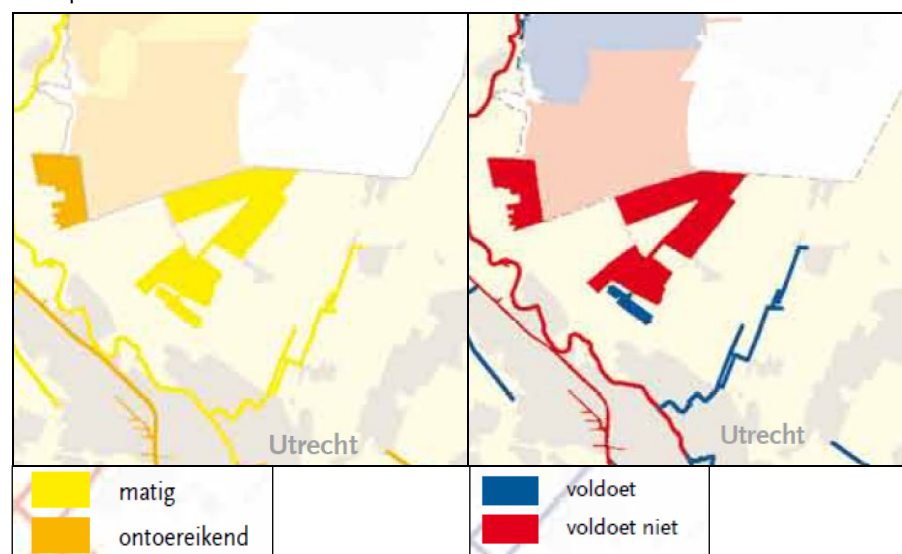 Utrecht
Utrecht
matig
ontoereikend
voldoet
voldoet niet